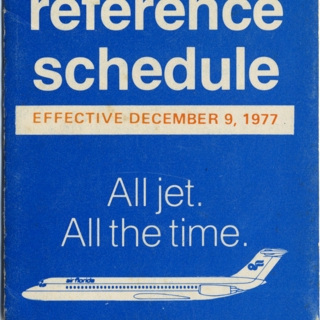 reference
schedule
EFFECTIVE DECEMBER 9, 1977
All jet.
All the time.
air florida